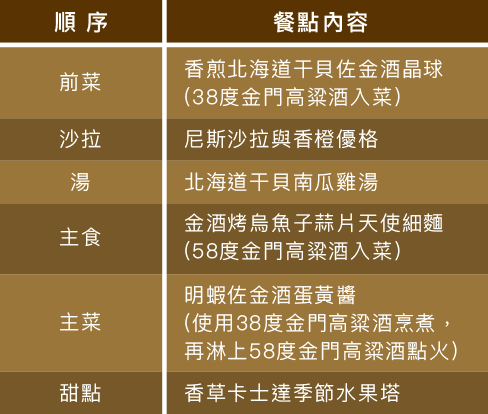 順序 餐點內容
前菜 香煎北海道干貝佐金酒晶球
(38度金門高粱酒入菜)
沙拉 尼斯沙拉與香橙優格
湯 北海道干貝南瓜雞湯
主食 金酒烤烏魚子蒜片天使細麵
(58度金門高粱酒入菜)
主菜 明蝦佐金酒蛋黃醬
(使用38度金門高粱酒烹煮，
再淋上58度金門高粱酒點火)
甜點 香草卡士達季節水果塔